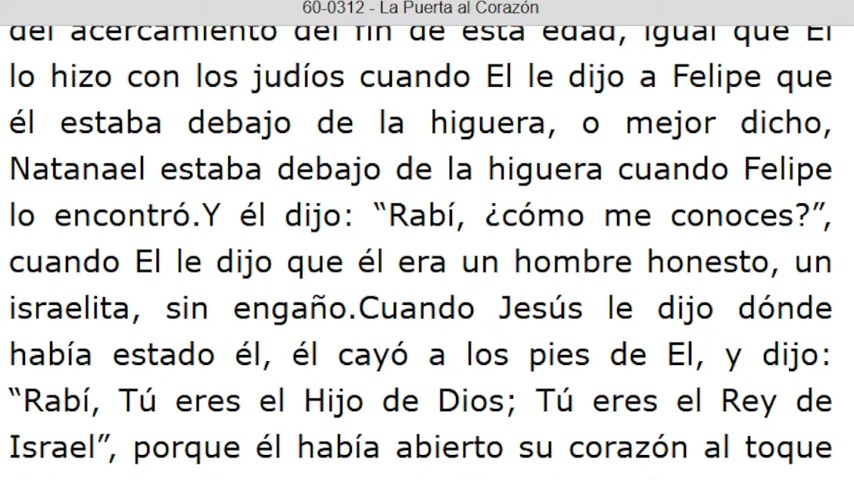 60-0312 - La Puerta al Corazón
del acercamiento del fin de esta edad, igual que El
lo hizo con los judíos cuando El le dijo a Felipe que
él estaba debajo de la higuera, o mejor dicho,
Natanael estaba debajo de la higuera cuando Felipe
lo encontró.Y él dijo: “Rabí, ¿cómo me conoces?”,
cuando El le dijo que él era un hombre honesto, un
israelita, sin engaño.Cuando Jesús le dijo dónde
había estado él, él cayó a los pies de El, y dijo:
“Rabí, Tú eres el Hijo de Dios; Tú eres el Rey de
Israel”, porque él había abierto su corazón al toque